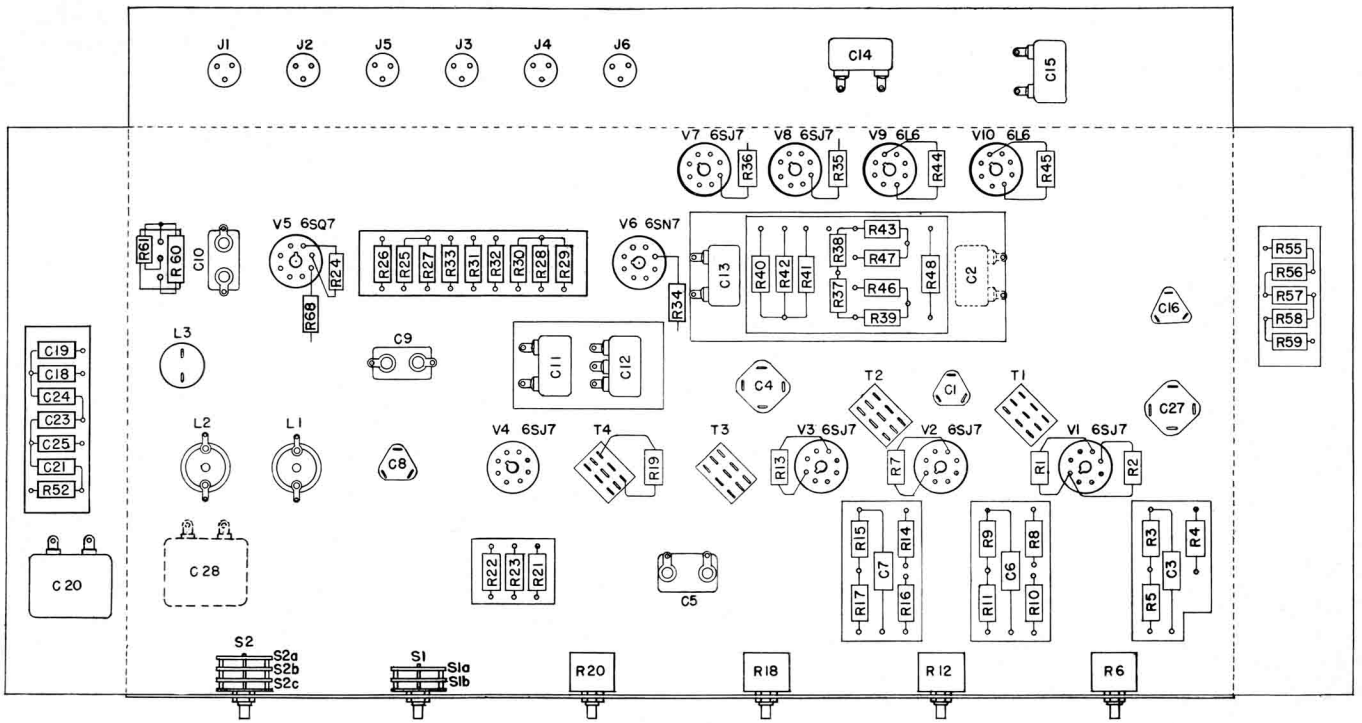 J1 J2 J5 J3 J4 J6
C14
C15
V7 6SJ7 V8 6SJ7 V9 6L6 V10 6L6
R36 R35 R44 R45
R61 R60 C10
V5 6SQ7
R24
R68
R26 R25 R27 R33 R31 R32 R30 R28 R29
V6 6SN7
R34
C13
R40 R42 R41
R38 R43
R47
R37 R46
R39
R48
C2
C16
R55
R56
R57
R58
R59
C19
C18
C24
C23
C25
C21
R52
L3
C9
C11 C12
C4
T2
C1
T1
C27
L2 L1
C8
V4 6SJ7
T4
R19
T3
R13
V3 6SJ7
R7
V2 6SJ7
R1
V1 6SJ7
R2
C20
C28
R22 R23 R21
C5
R15 R14
C7
R17 R16
R9 R8
C6
R11 R10
R3 R4
C3
R5
S2
S2a
S2b
S2c
S1
S1a
S1b
R20
R18
R12
R6